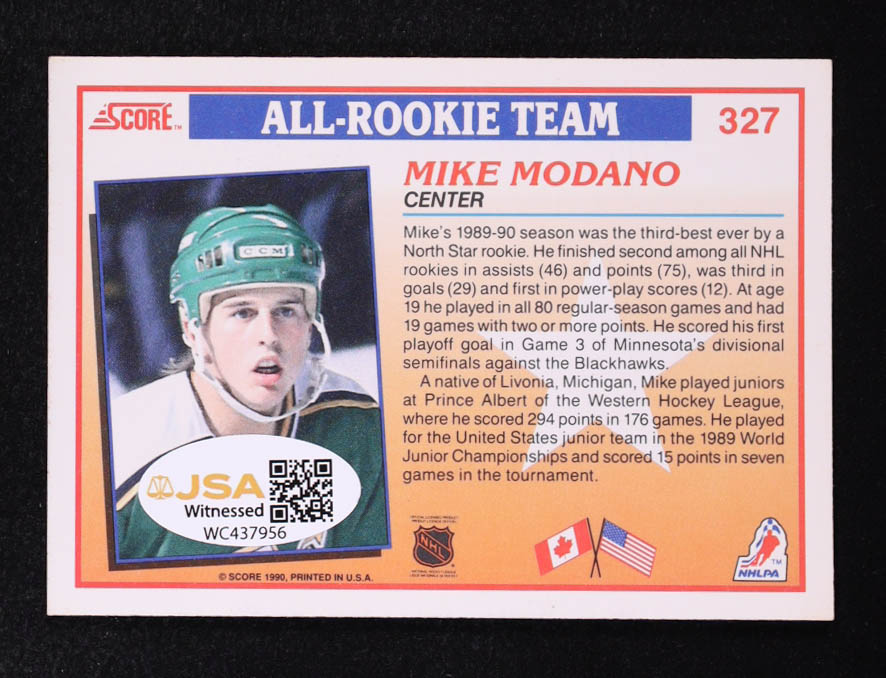 SCORE™
ALL-ROOKIE TEAM
327
MIKE MODANO
CENTER
Mike's 1989-90 season was the third-best ever by a
North Star rookie. He finished second among all NHL
rookies in assists (46) and points (75), was third in
goals (29) and first in power-play scores (12). At age
19 he played in all 80 regular-season games and had
19 games with two or more points. He scored his first
playoff goal in Game 3 of Minnesota's divisional
semifinals against the Blackhawks.
A native of Livonia, Michigan, Mike played juniors
at Prince Albert of the Western Hockey League,
where he scored 294 points in 176 games. He played
for the United States junior team in the 1989 World
Junior Championships and scored 15 points in seven
games in the tournament.
CCM
JSA
Witnessed
WC437956
© SCORE 1990, PRINTED IN U.S.A.
NHL
TM
NHLPA